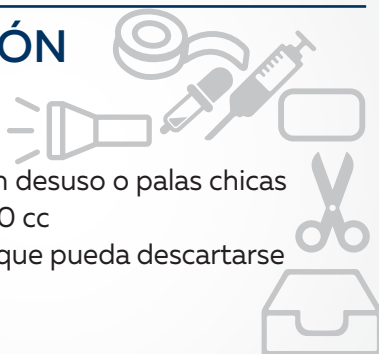 ÓN
n desuso o palas chicas
0 cc
que pueda descartarse